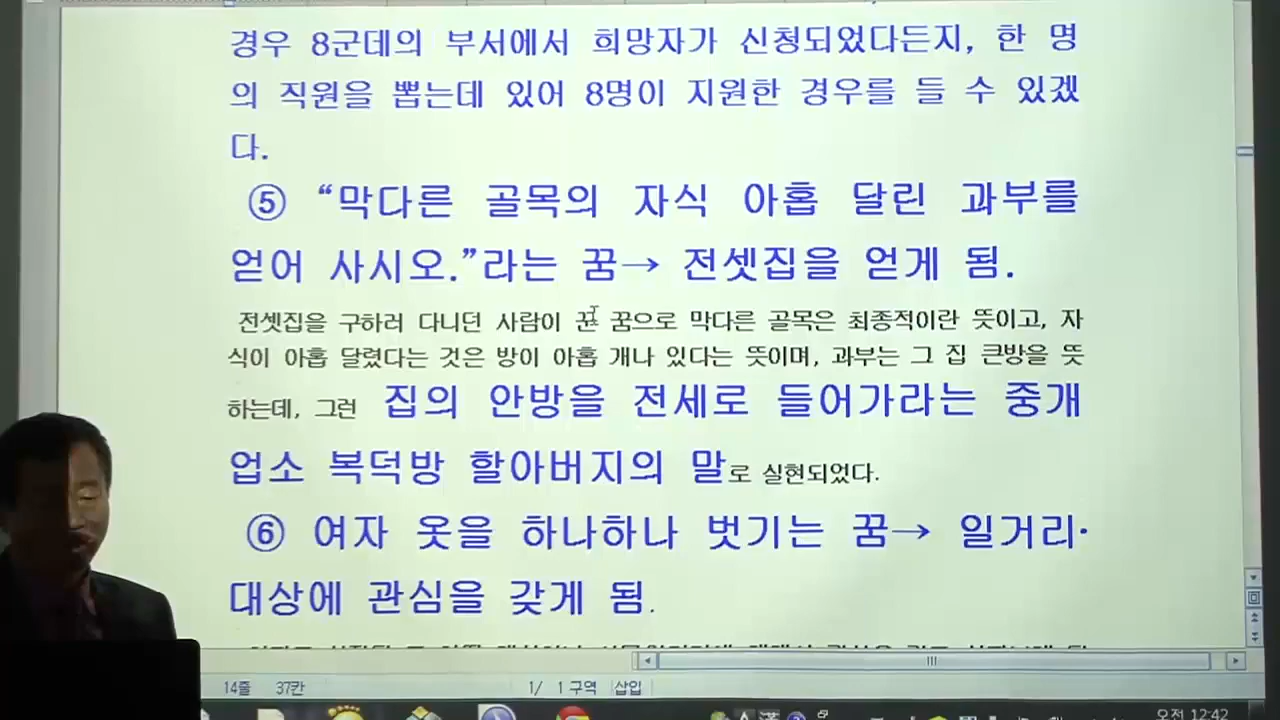 경우 8군데의 부서에서 희망자가 신청되었다든지, 한 명
의 직원을 뽑는데 있어 8명이 지원한 경우를 들 수 있겠
다.
⑤ “막다른 골목의 자식 아홉 달린 과부를
얻어 사시오.”라는 꿈→ 전셋집을 얻게 됨.
전셋집을 구하러 다니던 사람이 꾼 꿈으로 막다른 골목은 최종적이란 뜻이고, 자
식이 아홉 달렸다는 것은 방이 아홉 개나 있다는 뜻이며, 과부는 그 집 큰방을 뜻
하는데, 그런 집의 안방을 전세로 들어가라는 중개
업소 복덕방 할아버지의 말로 실현되었다.
⑥ 여자 옷을 하나하나 벗기는 꿈→ 일거리·
대상에 관심을 갖게 됨.
14줄 37칸 1/ 1 구역 삽입
A 漢 오전 12:42